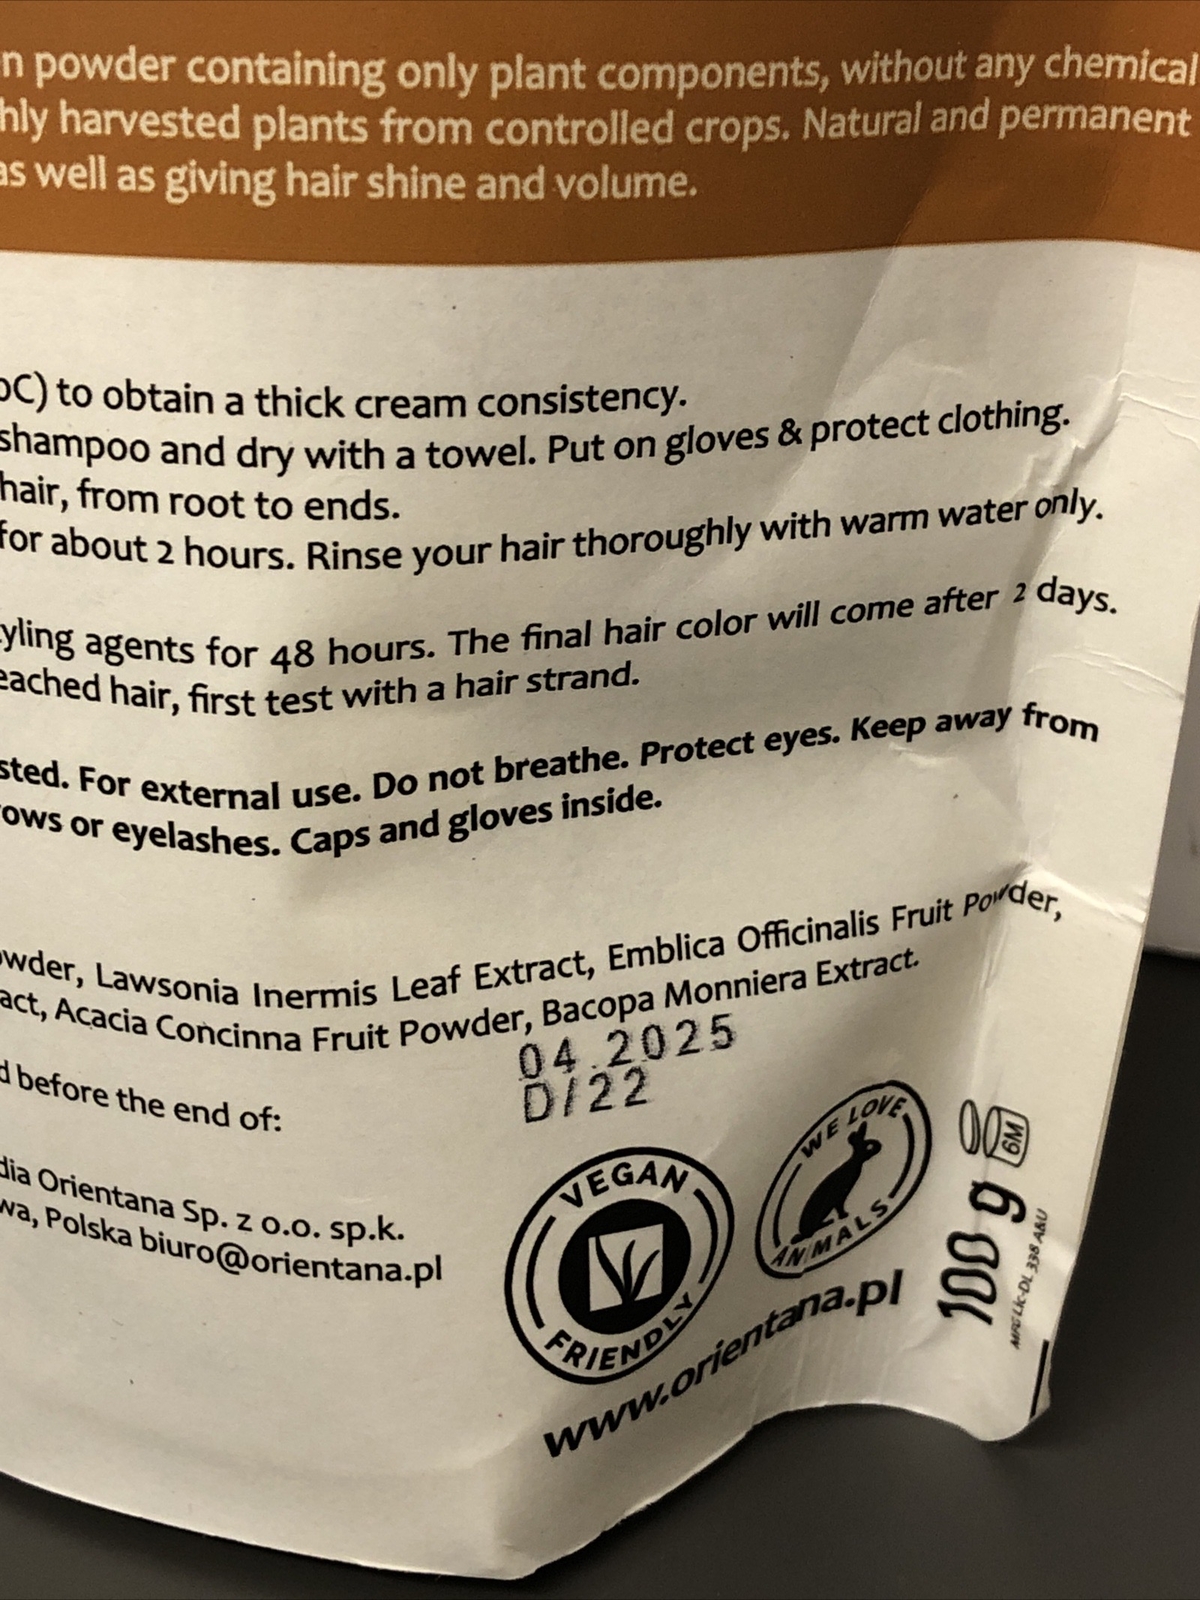 n powder containing only plant components, without any chemical
hly harvested plants from controlled crops. Natural and permanent
as well as giving hair shine and volume.
oC) to obtain a thick cream consistency.
shampoo and dry with a towel. Put on gloves & protect clothing.
hair, from root to ends.
for about 2 hours. Rinse your hair thoroughly with warm water only.
yling agents for 48 hours. The final hair color will come after 2 days.
eached hair, first test with a hair strand.
sted. For external use. Do not breathe. Protect eyes. Keep away from
ows or eyelashes. Caps and gloves inside.
wder, Lawsonia Inermis Leaf Extract, Emblica Officinalis Fruit Powder,
act, Acacia Concinna Fruit Powder, Bacopa Monniera Extract.
04.2025
D/22
d before the end of:
dia Orientana Sp. z o.o. sp.k.
wa, Polska biuro@orientana.pl
VEGAN
FRIENDLY
WE LOVE
ANIMALS
www.orientana.pl
6M
100 g
MFG Lic-DL 338 A&U